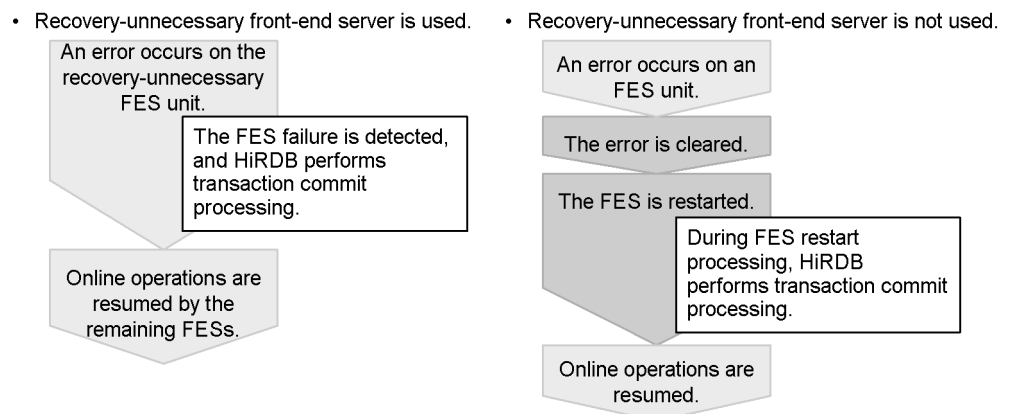 • Recovery-unnecessary front-end server is used.
An error occurs on the
recovery-unnecessary
FES unit.
The FES failure is detected,
and HiRDB performs
transaction commit
processing.
Online operations are
resumed by the
remaining FESs.
• Recovery-unnecessary front-end server is not used.
An error occurs on an
FES unit.
The error is cleared.
The FES is restarted.
During FES restart
processing, HiRDB
performs transaction commit
processing.
Online operations are
resumed.